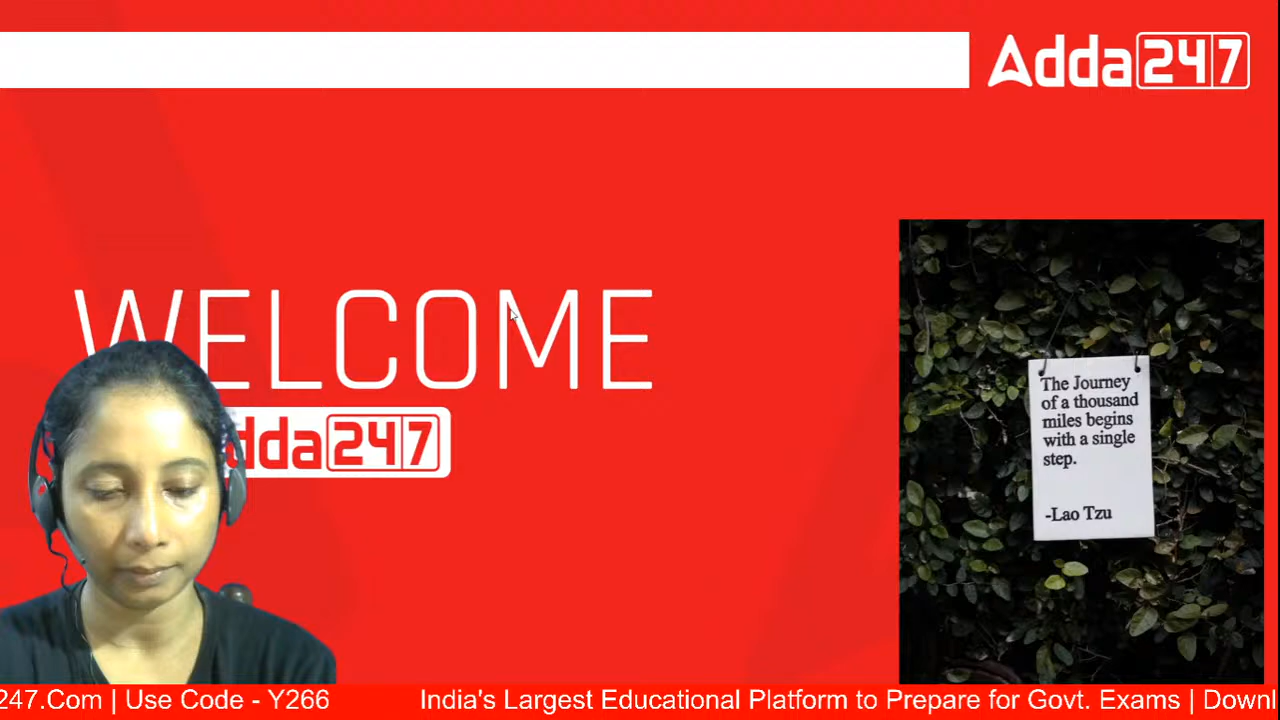 Adda247
WELCOME
dda247
The Journey
of a thousand
miles begins
with a single
step.
-Lao Tzu
247.Com | Use Code - Y266 India's Largest Educational Platform to Prepare for Govt. Exams | Downl